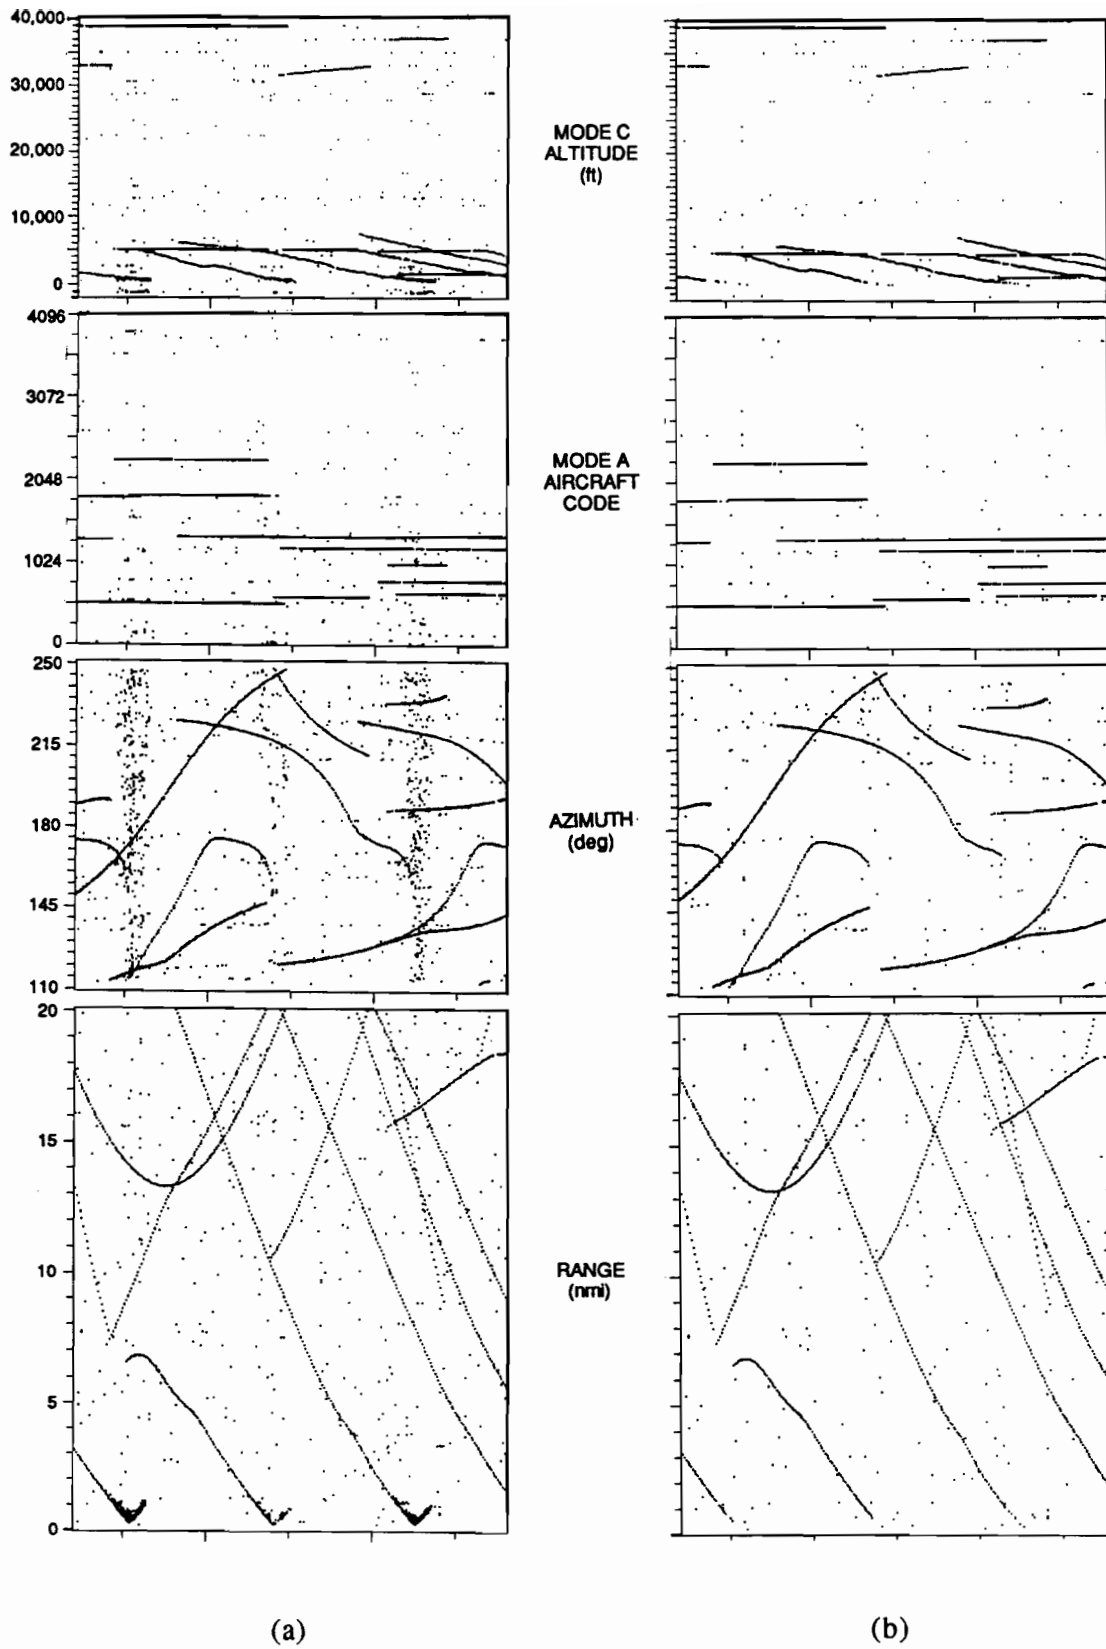 40,000
30,000
20,000
10,000
0
MODE C
ALTITUDE
(ft)
4096
3072
2048
1024
0
MODE A
AIRCRAFT
CODE
250
215
180
145
110
AZIMUTH
(deg)
20
15
10
5
0
RANGE
(nmi)
(a)
(b)